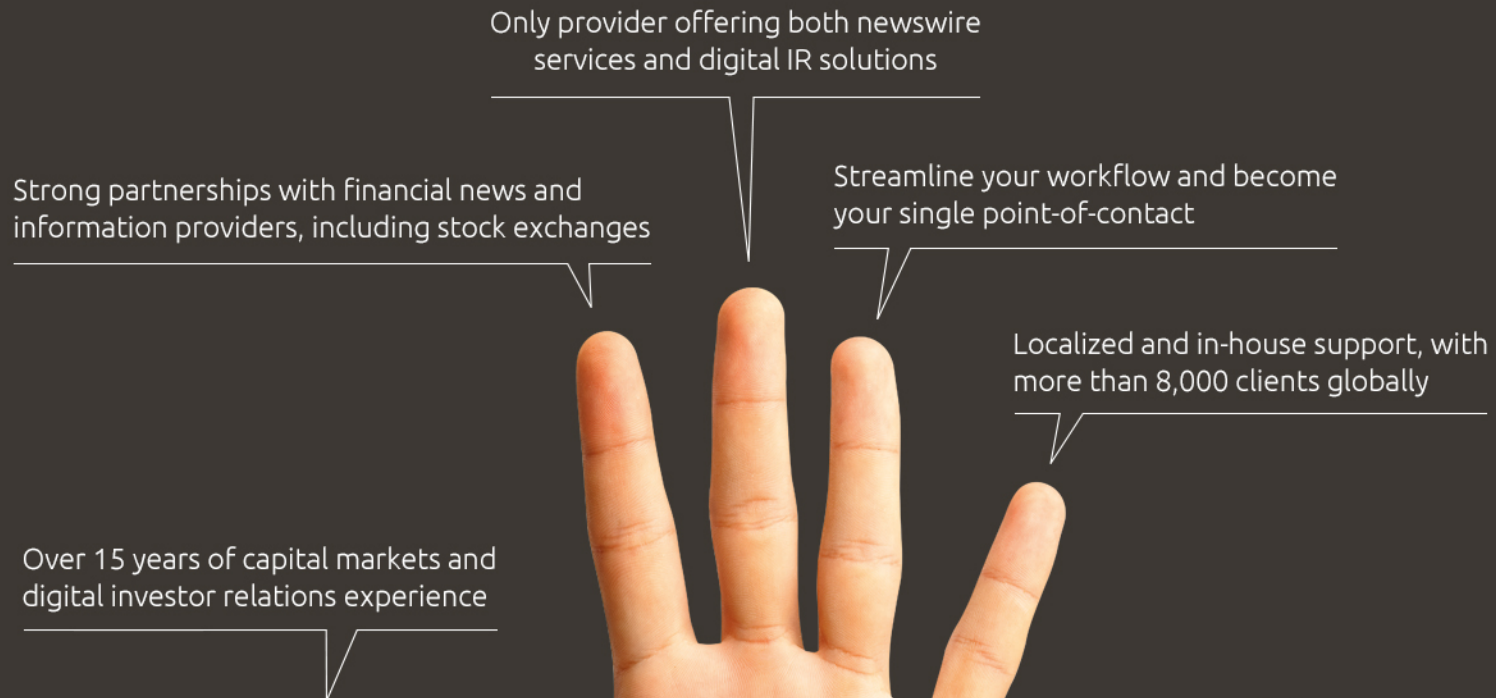 Only provider offering both newswire
services and digital IR solutions
Strong partnerships with financial news and
information providers, including stock exchanges
Streamline your workflow and become
your single point-of-contact
Localized and in-house support, with
more than 8,000 clients globally
Over 15 years of capital markets and
digital investor relations experience